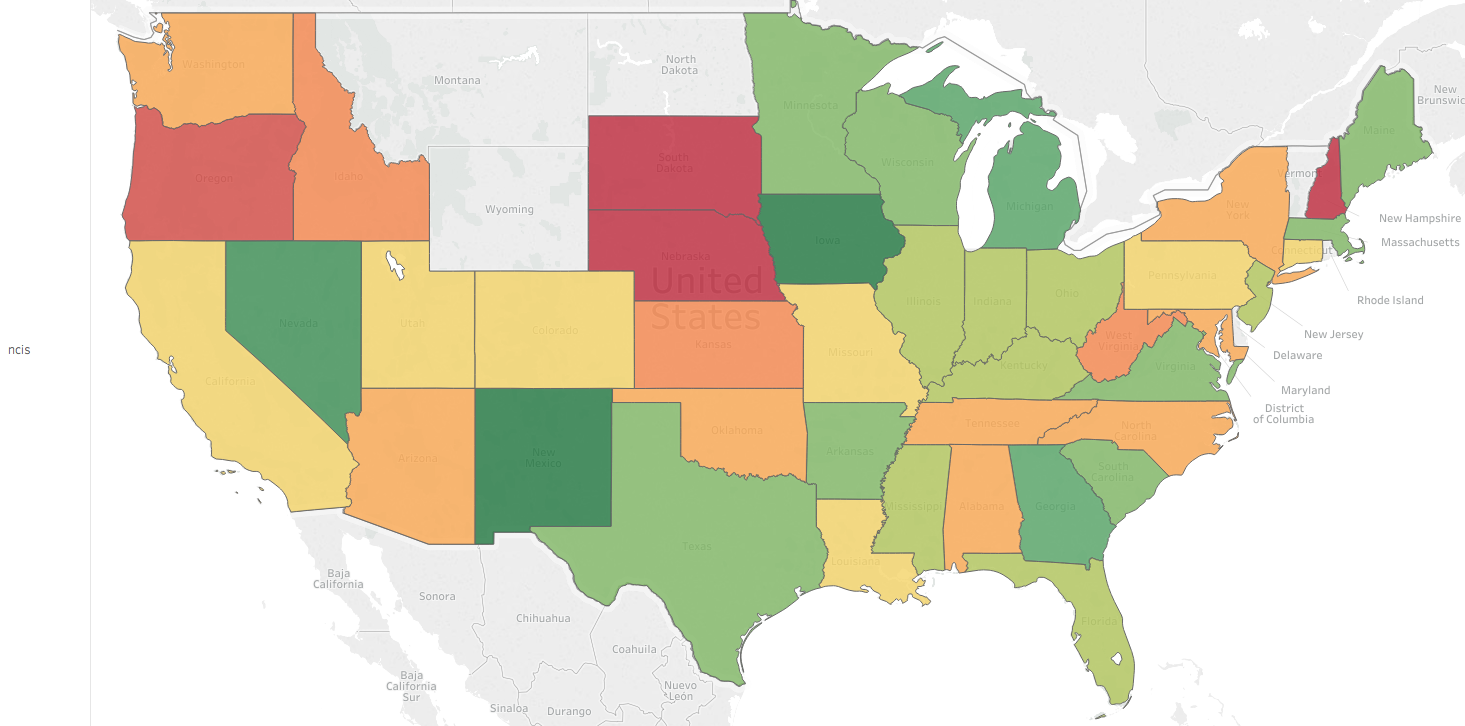 Washington
Montana
North
Dakota
Minnesota
New
Brunswic
Maine
Oregon
Idaho
South
Dakota
Wisconsin
Michigan
Vermont
New
York
New Hampshire
Massachusetts
Wyoming
Iowa
Nebraska
Connecticut
Pennsylvania
Rhode Island
United
States
Nevada
Utah
Colorado
Illinois
Indiana
Ohio
New Jersey
ncis
Kansas
Missouri
West
Virginia
Delaware
California
Kentucky
Virginia
Maryland
District
of Columbia
Arizona
New
Mexico
Oklahoma
Arkansas
Tennessee
North
Carolina
South
Carolina
Mississippi
Alabama
Georgia
Texas
Louisiana
Baja
California
Sonora
Chihuahua
Coahuila
Florida
Baja
California
Sur
Sinaloa
Durango
Nuevo
León